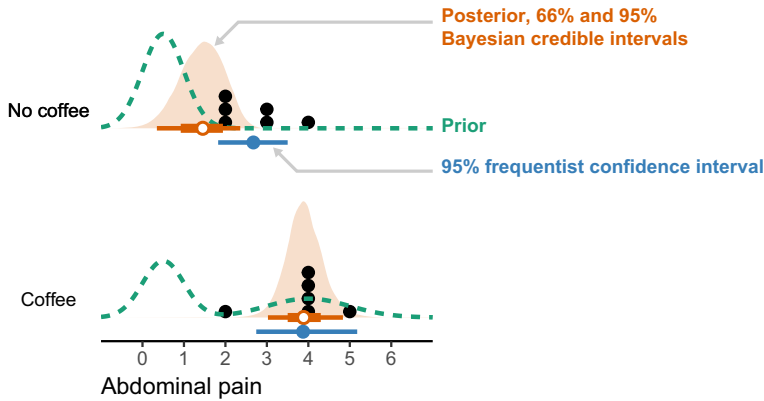 Posterior, 66% and 95%
Bayesian credible intervals
No coffee
Prior
95% frequentist confidence interval
Coffee
0 1 2 3 4 5 6
Abdominal pain